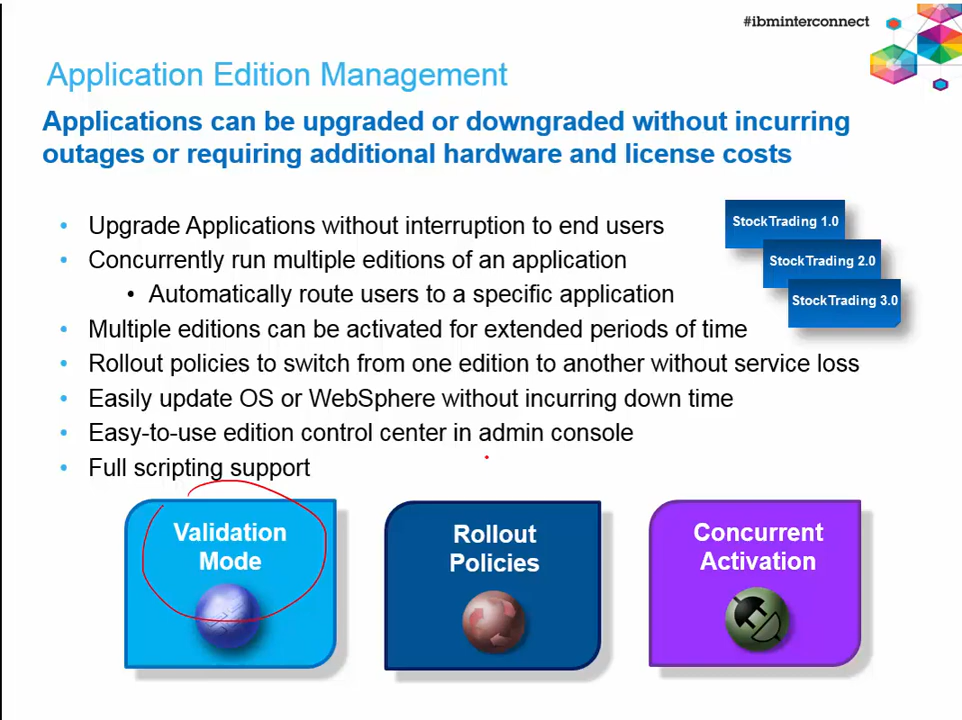 #ibminterconnect
Application Edition Management
Applications can be upgraded or downgraded without incurring
outages or requiring additional hardware and license costs
• Upgrade Applications without interruption to end users
• Concurrently run multiple editions of an application
• Automatically route users to a specific application
• Multiple editions can be activated for extended periods of time
• Rollout policies to switch from one edition to another without service loss
• Easily update OS or WebSphere without incurring down time
• Easy-to-use edition control center in admin console
• Full scripting support
StockTrading 1.0
StockTrading 2.0
StockTrading 3.0
Validation
Mode
Rollout
Policies
Concurrent
Activation